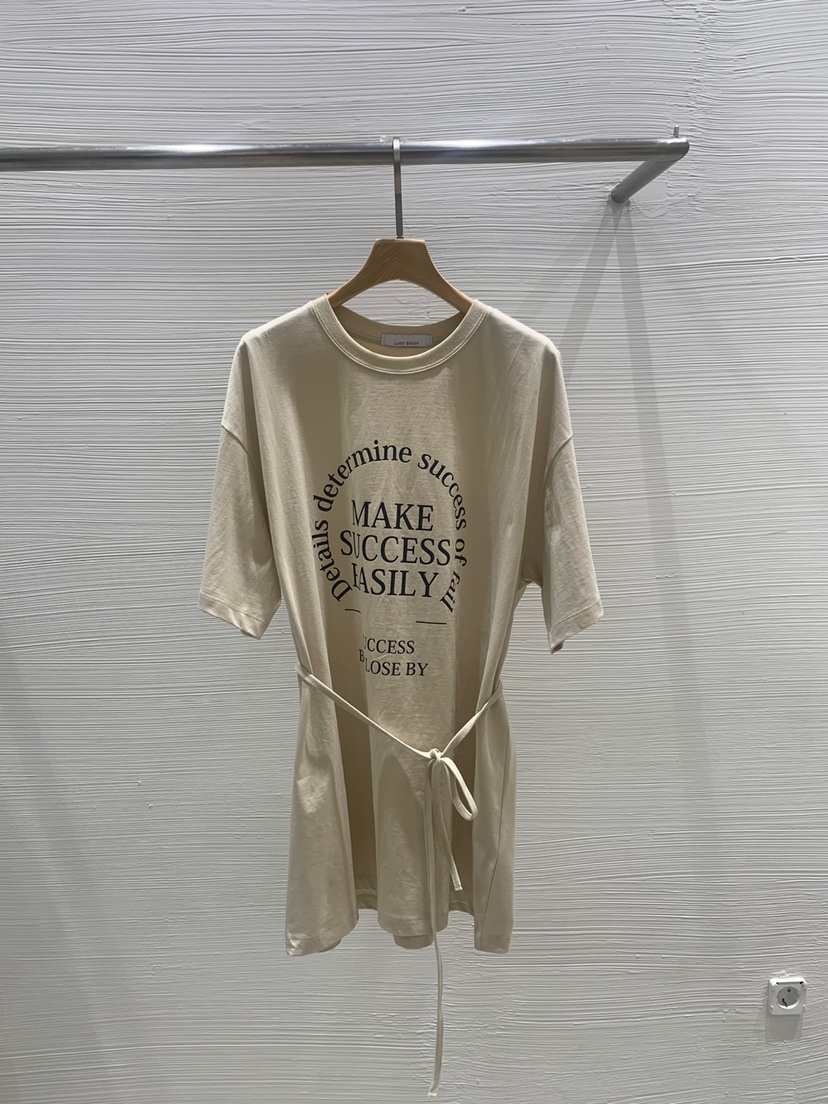 Details determine success of fail
MAKE
SUCCESS
EASILY
UCCESS
B LOSE BY